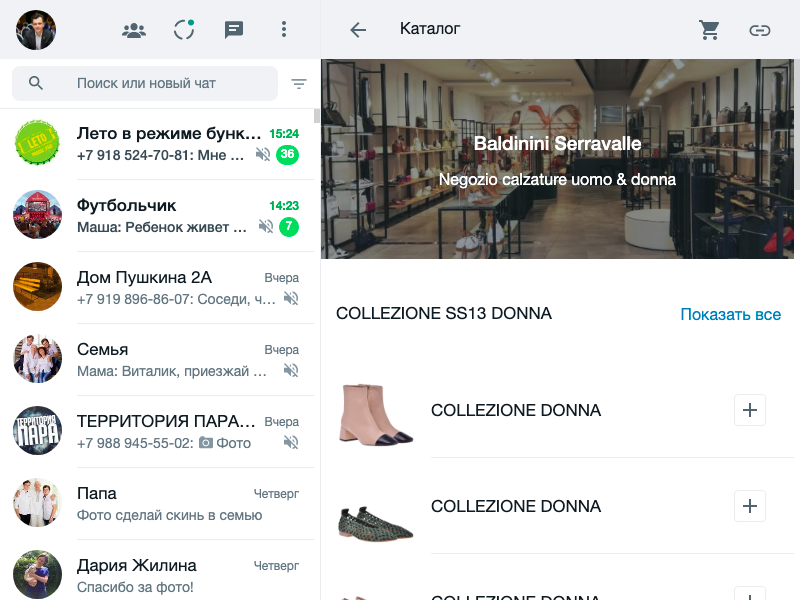 Каталог
Поиск или новый чат
ЛЕТО
Лето в режиме бунк... 15:24
+7 918 524-70-81: Мне ... 36
Футбольчик 14:23
Маша: Ребенок живет ... 7
Дом Пушкина 2А Вчера
+7 919 896-86-07: Соседи, ч...
Семья Вчера
Мама: Виталик, приезжай ...
ТЕРРИТОРИЯ ПАРА
ТЕРРИТОРИЯ ПАРА... Вчера
+7 988 945-55-02: Фото
Папа Четверг
Фото сделай скинь в семью
Дария Жилина Четверг
Спасибо за фото!
Baldinini Serravalle
Negozio calzature uomo & donna
COLLEZIONE SS13 DONNA Показать все
COLLEZIONE DONNA
COLLEZIONE DONNA
COLLEZIONE DONNA